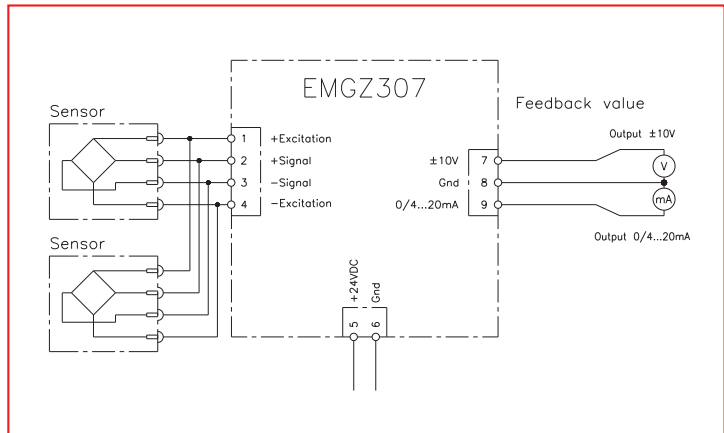 EMGZ307
Sensor
1 +Excitation
2 +Signal
3 −Signal
4 −Excitation
Sensor
Feedback value
Output ±10V
±10V 7
Gnd 8
0/4...20mA 9
V
mA
Output 0/4...20mA
+24VDC 5
Gnd 6